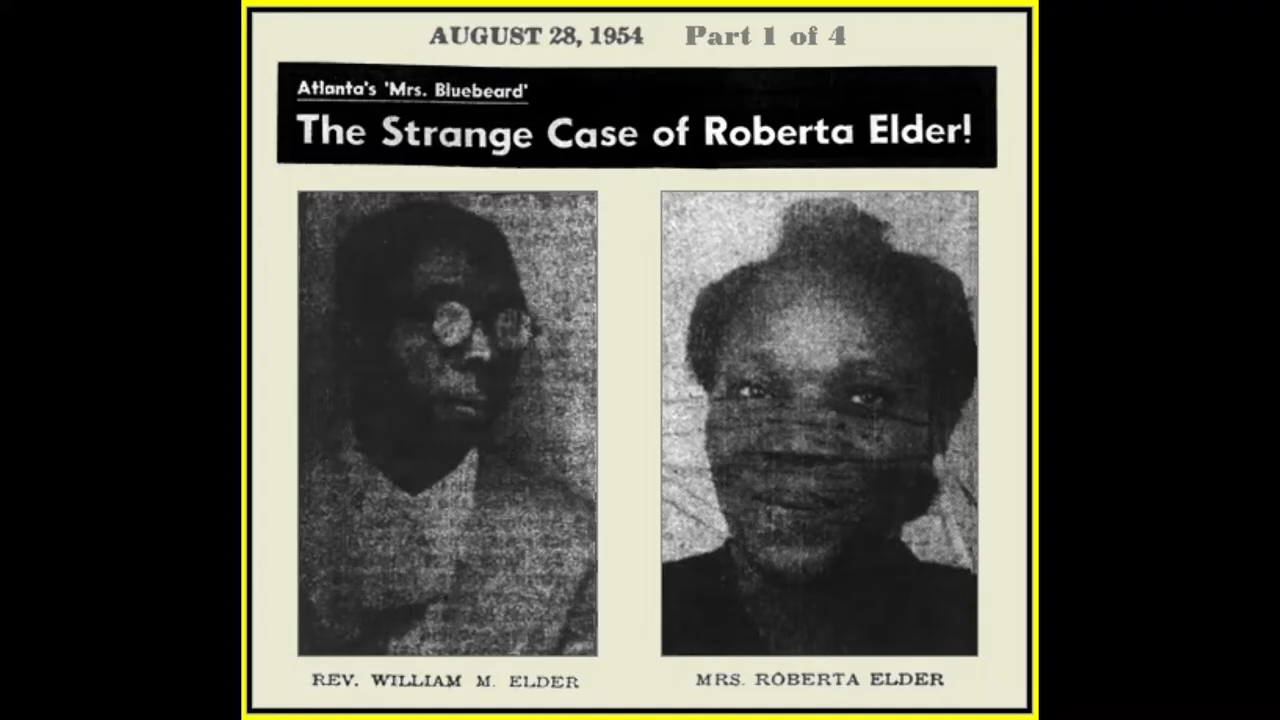 AUGUST 28, 1954 Part 1 of 4
Atlanta's 'Mrs. Bluebeard'
The Strange Case of Roberta Elder!
REV. WILLIAM M. ELDER
MRS. ROBERTA ELDER